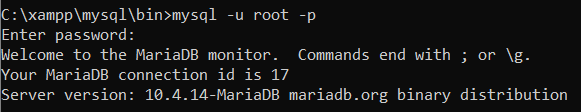 C:\xampp\mysql\bin>mysql -u root -p
Enter password:
Welcome to the MariaDB monitor.  Commands end with ; or \g.
Your MariaDB connection id is 17
Server version: 10.4.14-MariaDB mariadb.org binary distribution